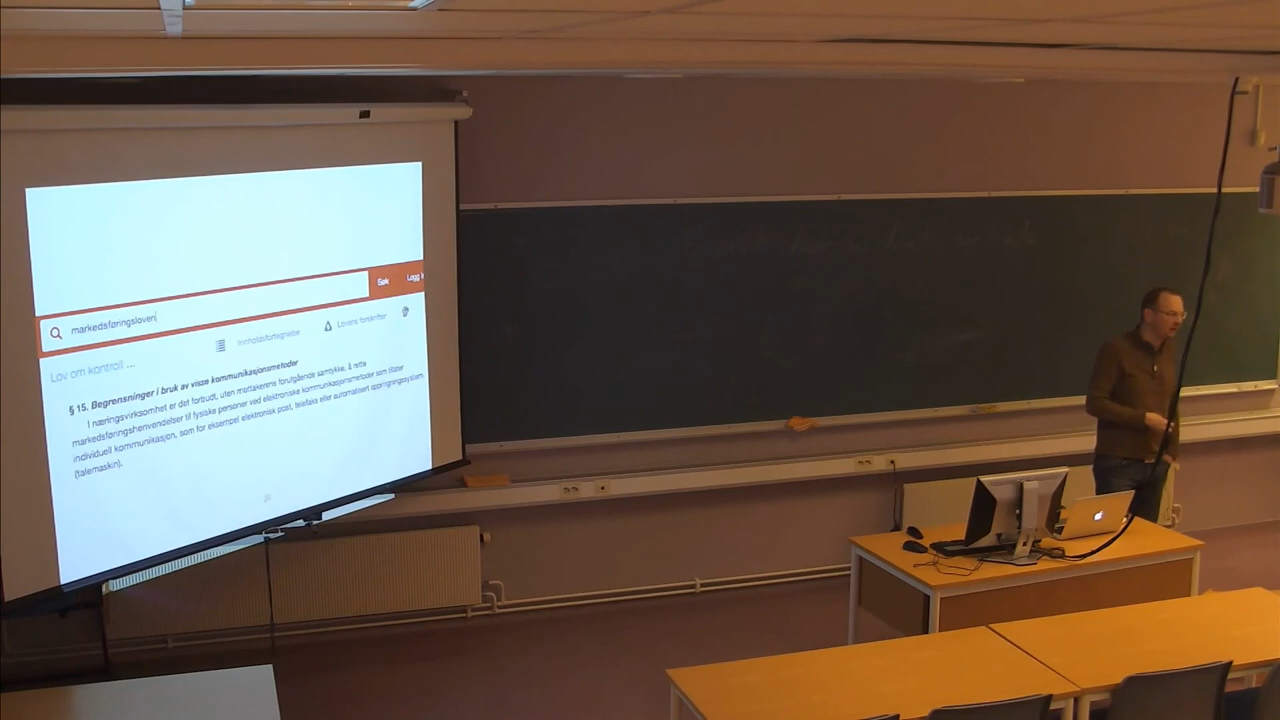 Søk Logg
markedsføringsloven
Innholdsfortegnelse Lovens forskrifter
Lov om kontroll ...
§ 15. Begrensninger i bruk av visse kommunikasjonsmetoder
I næringsvirksomhet er det forbudt, uten mottakerens forutgående samtykke, å rette
markedsføringshenvendelser til fysiske personer ved elektroniske kommunikasjonsmetoder som tillater
individuell kommunikasjon, som for eksempel elektronisk post, telefaks eller automatisert oppringningssystem
(talemaskin).